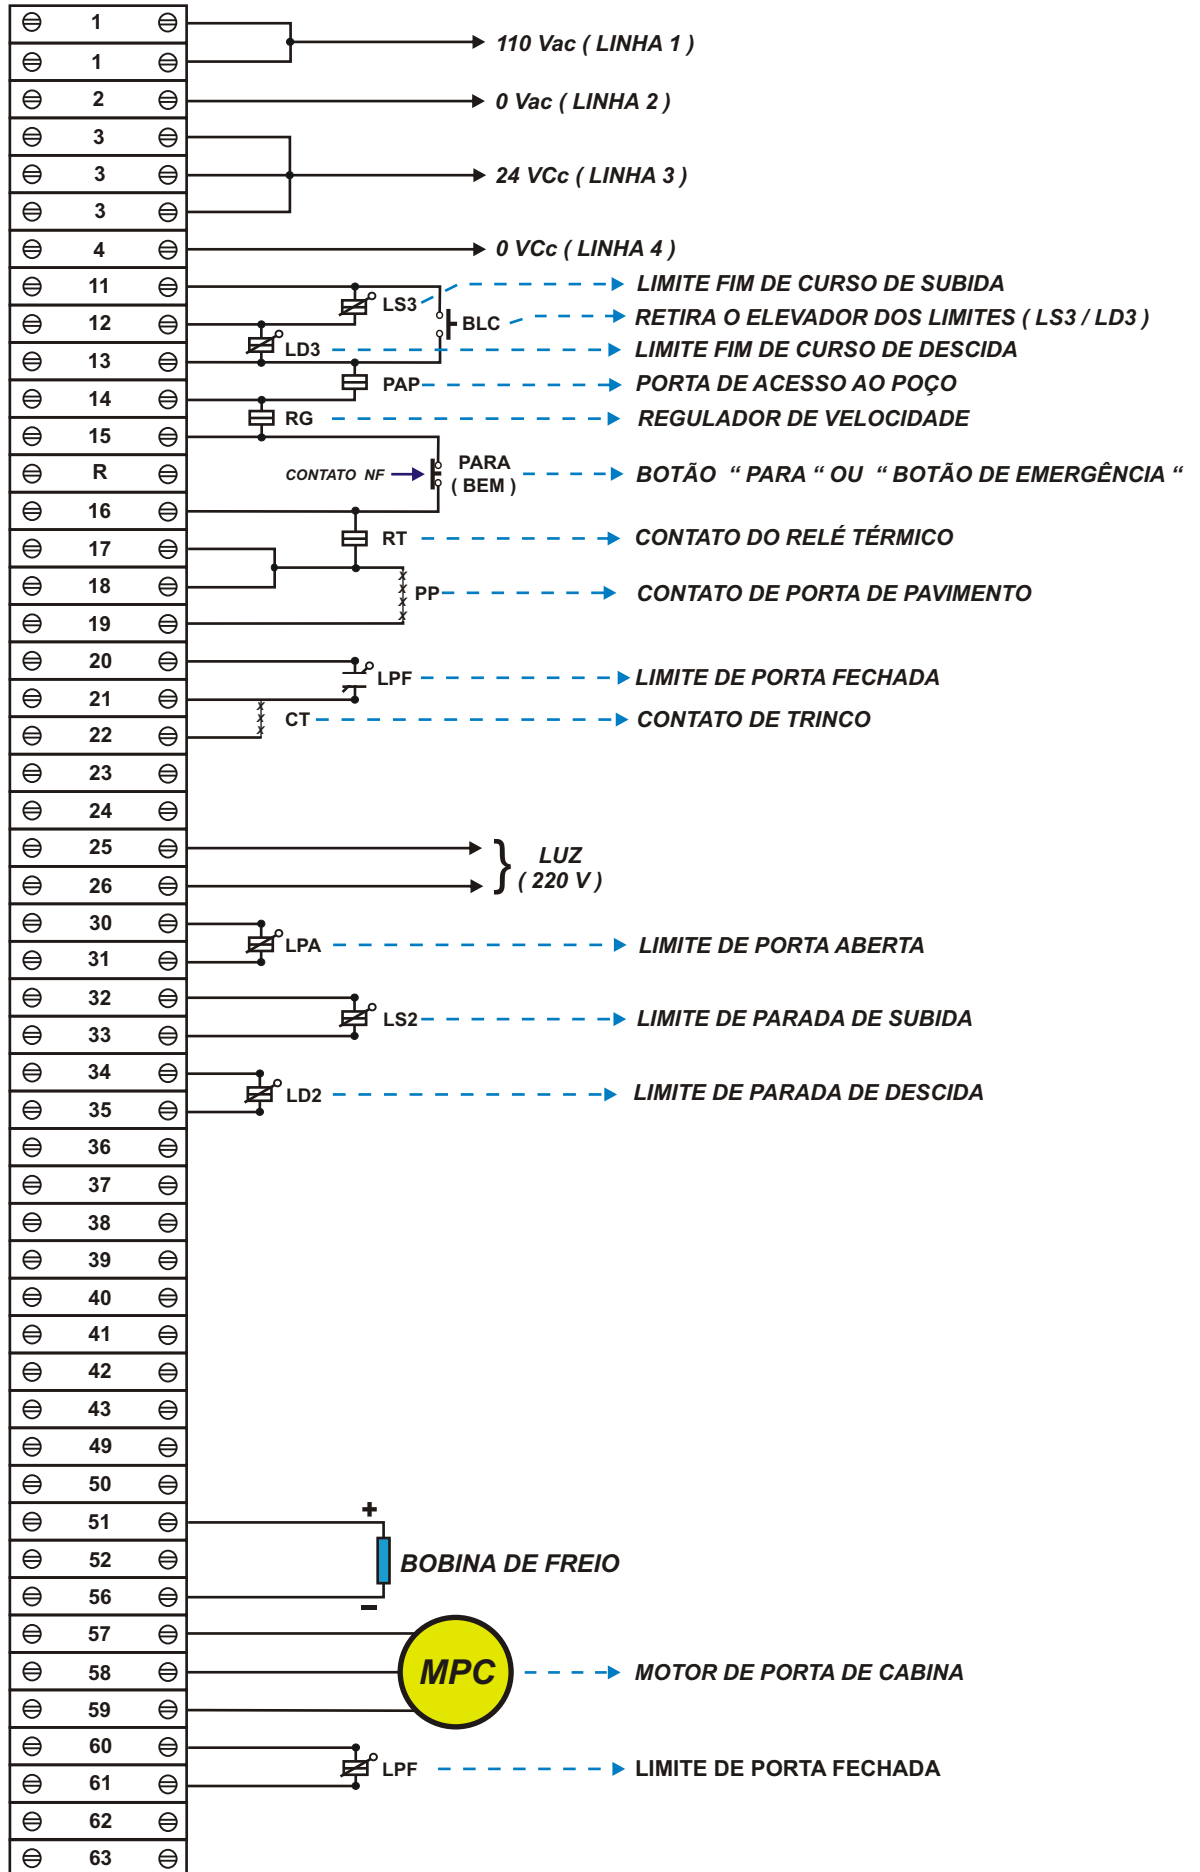 1
1
110 Vac ( LINHA 1 )
2
0 Vac ( LINHA 2 )
3
3
24 VCc ( LINHA 3 )
3
4
0 VCc ( LINHA 4 )
11
LS3
LIMITE FIM DE CURSO DE SUBIDA
12
BLC
RETIRA O ELEVADOR DOS LIMITES ( LS3 / LD3 )
LD3
LIMITE FIM DE CURSO DE DESCIDA
13
PAP
PORTA DE ACESSO AO POÇO
14
RG
REGULADOR DE VELOCIDADE
15
R
CONTATO NF
PARA
( BEM )
BOTÃO “ PARA “ OU “ BOTÃO DE EMERGÊNCIA “
16
RT
CONTATO DO RELÉ TÉRMICO
17
18
PP
CONTATO DE PORTA DE PAVIMENTO
19
20
LPF
LIMITE DE PORTA FECHADA
21
CT
CONTATO DE TRINCO
22
23
24
25
}
LUZ
( 220 V )
26
30
LPA
LIMITE DE PORTA ABERTA
31
32
LS2
LIMITE DE PARADA DE SUBIDA
33
34
LD2
LIMITE DE PARADA DE DESCIDA
35
36
37
38
39
40
41
42
43
49
50
51
+
52
BOBINA DE FREIO
56
–
57
58
MPC
MOTOR DE PORTA DE CABINA
59
60
LPF
LIMITE DE PORTA FECHADA
61
62
63